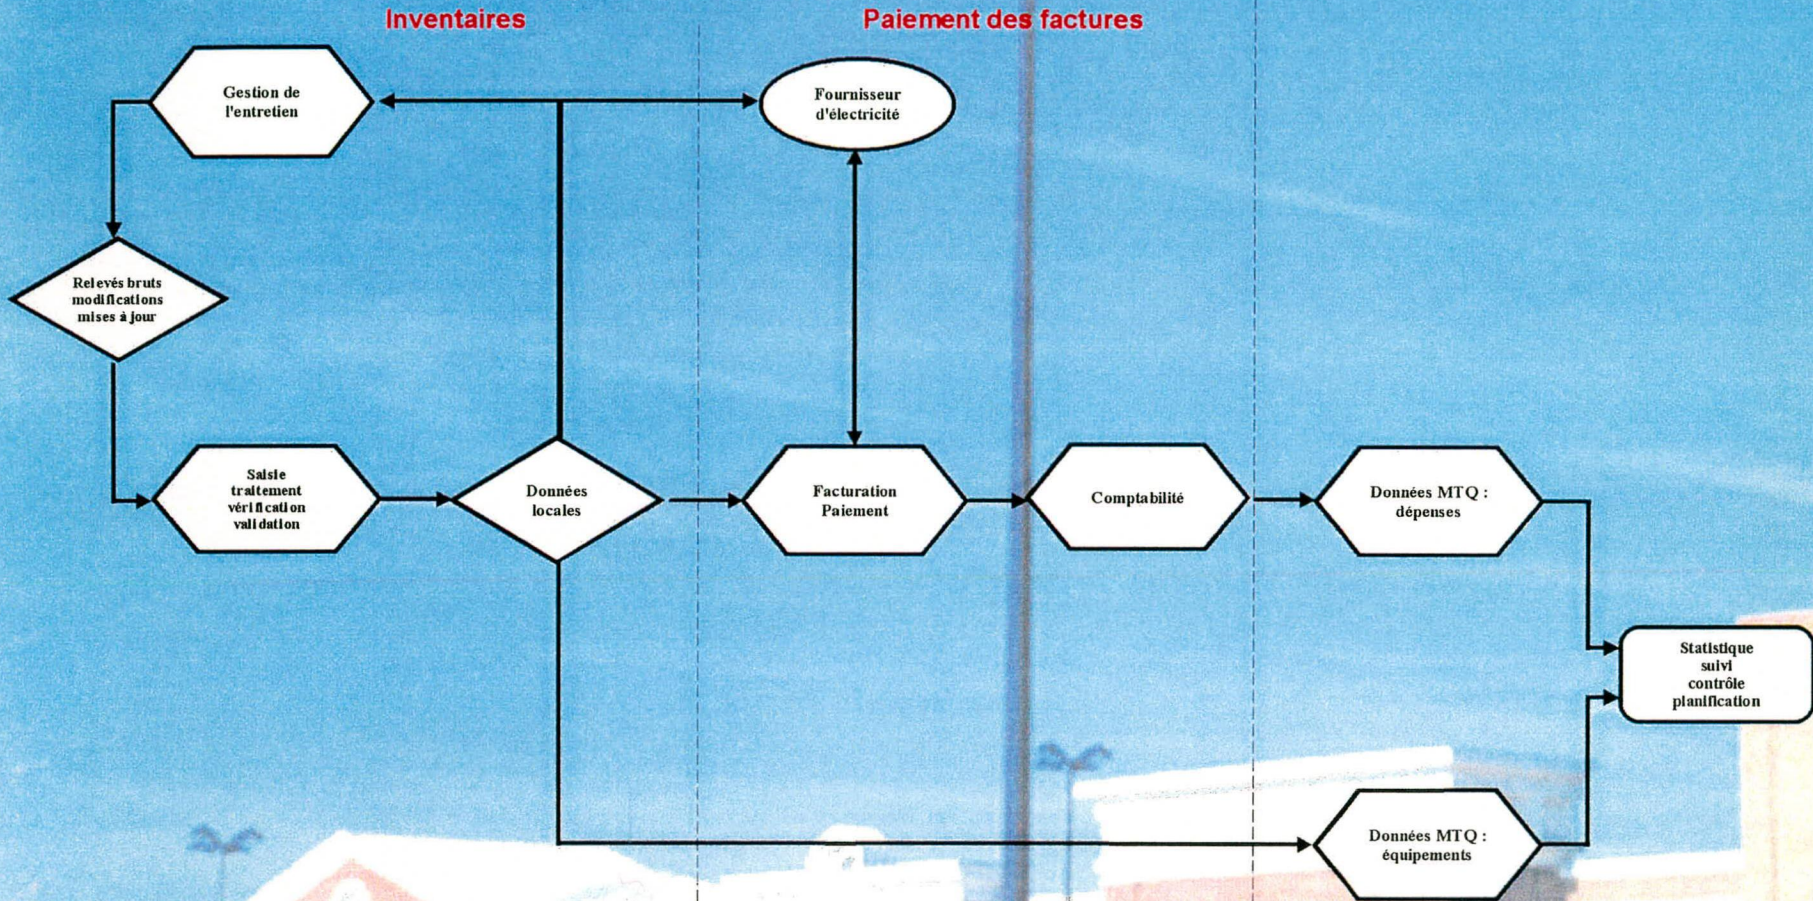 Inventaires
Paiement des factures
Gestion de
l'entretien
Fournisseur
d'électricité
Relevés bruts
modifications
mises à jour
Saisie
traitement
vérification
validation
Données
locales
Facturation
Paiement
Comptabilité
Données MTQ :
dépenses
Statistique
suivi
contrôle
planification
Données MTQ :
équipements